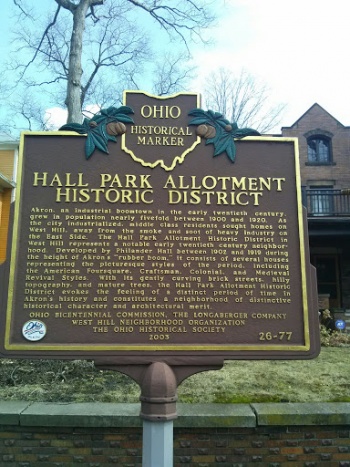 OHIO
HISTORICAL
MARKER
HALL PARK ALLOTMENT
HISTORIC DISTRICT
Akron, an industrial boomtown in the early twentieth century,
grew in population nearly fivefold between 1900 and 1920. As
the city industrialized, middle class residents sought homes on
West Hill, away from the smoke and soot of heavy industry on
the East Side. The Hall Park Allotment Historic District in
West Hill represents a notable early twentieth century neighbor-
hood. Developed by Philander Hall between 1902 and 1919 during
the height of Akron's "rubber boom," it consists of several houses
representing the picturesque styles of the period, including
the American Foursquare, Craftsman, Colonial, and Medieval
Revival Styles. With its gently curving brick streets, hilly
topography, and mature trees, the Hall Park Allotment Historic
District evokes the feeling of a distinct period of time in
Akron's history and constitutes a neighborhood of distinctive
historical character and architectural merit.
OHIO BICENTENNIAL COMMISSION, THE LONGABERGER COMPANY
WEST HILL NEIGHBORHOOD ORGANIZATION
THE OHIO HISTORICAL SOCIETY
2003
26-77